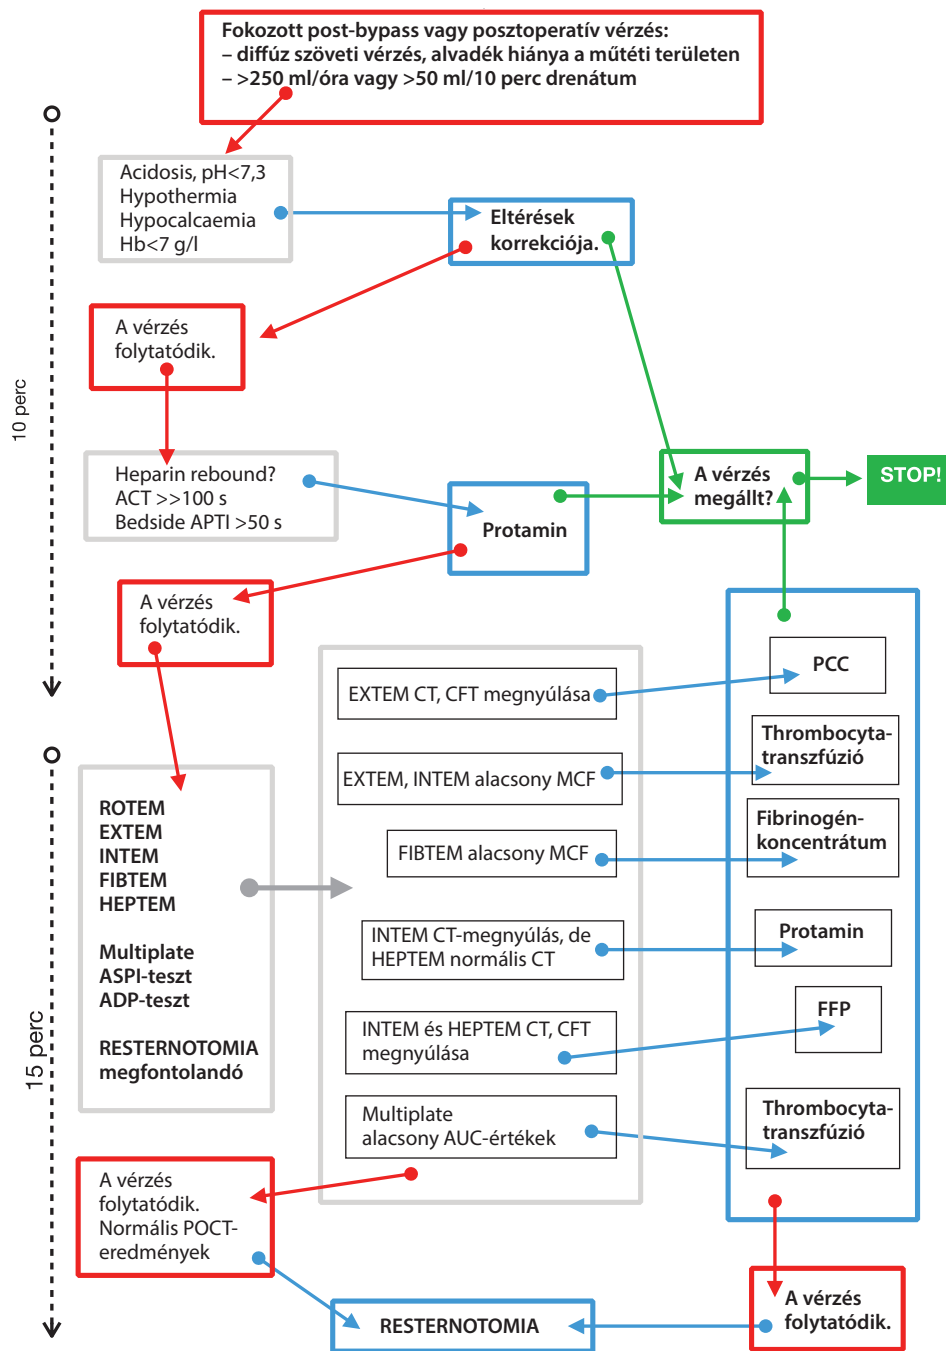 Fokozott post-bypass vagy posztoperatív vérzés:
– diffúz szöveti vérzés, alvadék hiánya a műtéti területen
– >250 ml/óra vagy >50 ml/10 perc drenátum
10 perc
Acidosis, pH<7,3
Hypothermia
Hypocalcaemia
Hb<7 g/l
Eltérések
korrekciója.
A vérzés
folytatódik.
Heparin rebound?
ACT >>100 s
Bedside APTI >50 s
Protamin
A vérzés
megállt?
STOP!
A vérzés
folytatódik.
15 perc
ROTEM
EXTEM
INTEM
FIBTEM
HEPTEM
Multiplate
ASPI-teszt
ADP-teszt
RESTERNOTOMIA
megfontolandó
EXTEM CT, CFT megnyúlása
PCC
EXTEM, INTEM alacsony MCF
Thrombocyta-
transzfúzió
FIBTEM alacsony MCF
Fibrinogén-
koncentrátum
INTEM CT-megnyúlás, de
HEPTEM normális CT
Protamin
INTEM és HEPTEM CT, CFT
megnyúlása
FFP
Multiplate
alacsony AUC-értékek
Thrombocyta-
transzfúzió
A vérzés
folytatódik.
Normális POCT-
eredmények
RESTERNOTOMIA
A vérzés
folytatódik.